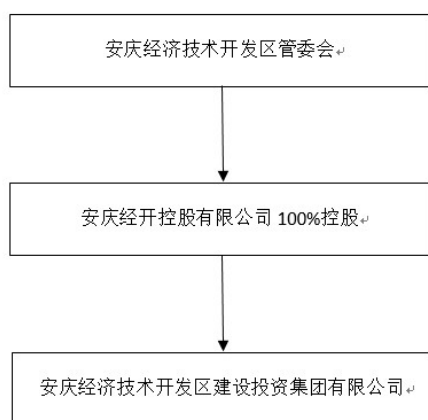 安庆经济技术开发区管委会
安庆经开控股有限公司 100%控股
安庆经济技术开发区建设投资集团有限公司